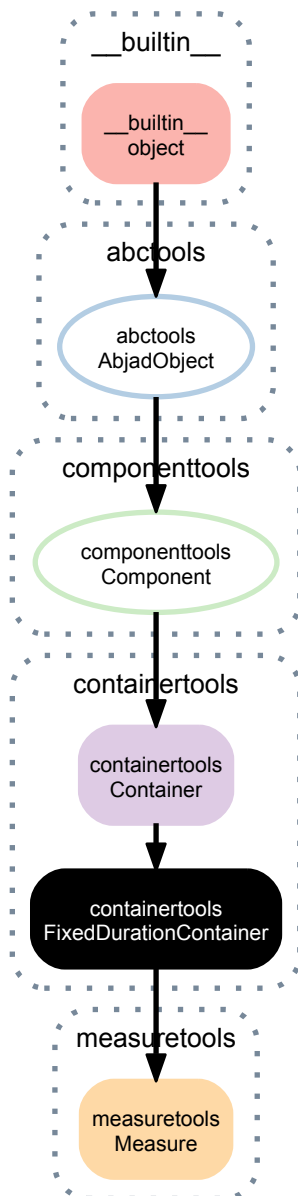 __builtin__
__builtin__
object
abctools
abctools
AbjadObject
componenttools
componenttools
Component
containertools
containertools
Container
containertools
FixedDurationContainer
measuretools
measuretools
Measure